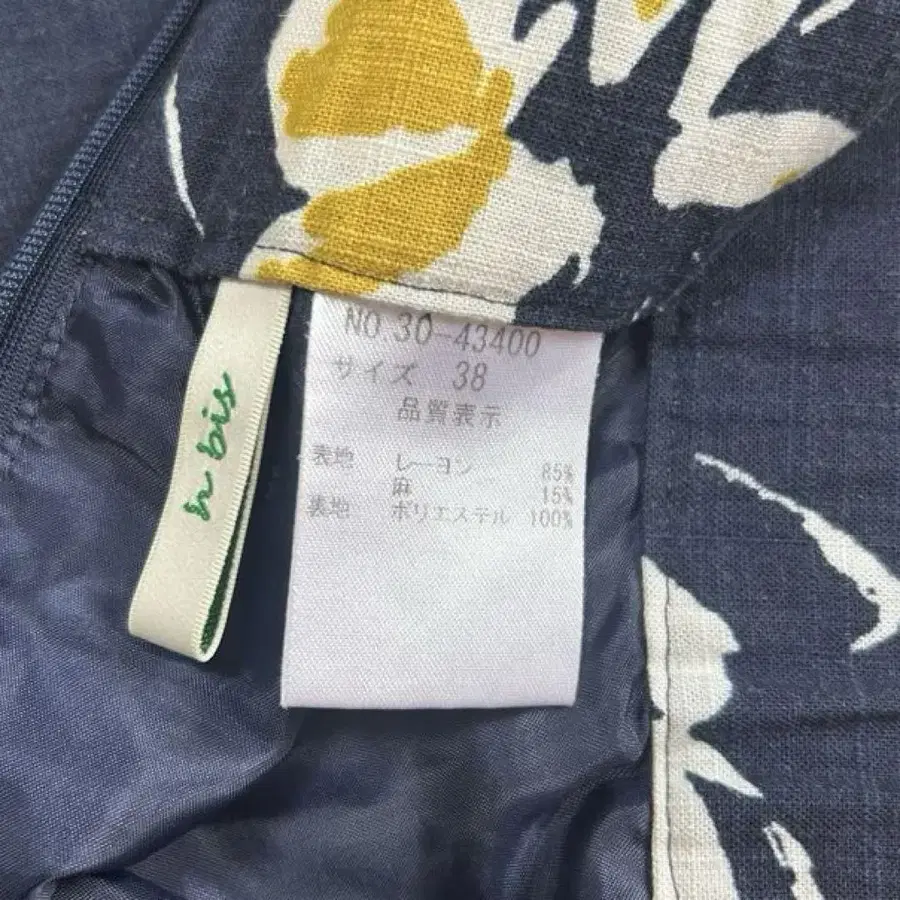 n bis
NO.30-43400
サイズ 38
品質表示
表地 レーヨン 85%
麻 15%
裏地 ポリエステル 100%